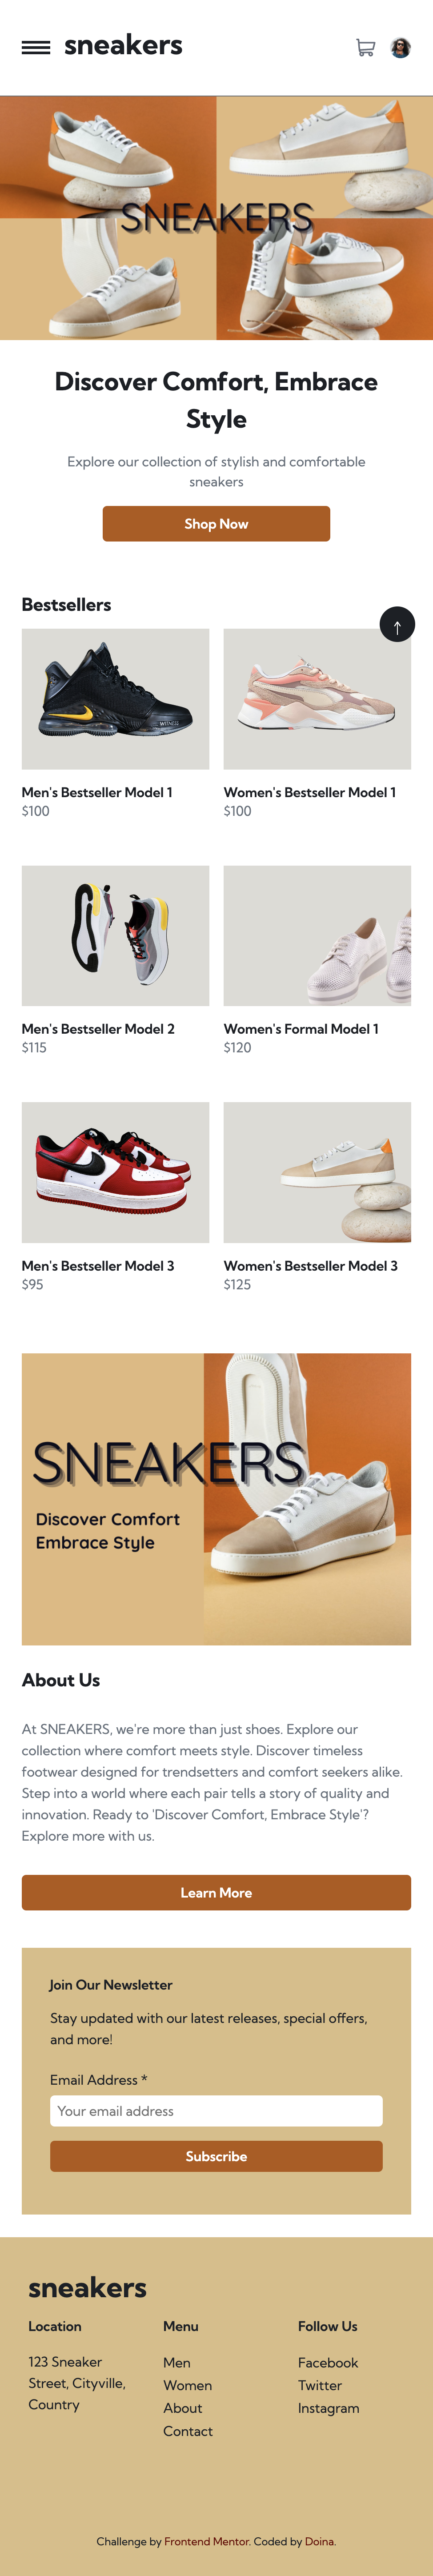 sneakers
SNEAKERS
Discover Comfort, Embrace
Style
Explore our collection of stylish and comfortable
sneakers
Shop Now
Bestsellers
WITNESS
Men's Bestseller Model 1
$100
Women's Bestseller Model 1
$100
Men's Bestseller Model 2
$115
Women's Formal Model 1
$120
Men's Bestseller Model 3
$95
Women's Bestseller Model 3
$125
SNEAKERS
Discover Comfort
Embrace Style
About Us
At SNEAKERS, we're more than just shoes. Explore our
collection where comfort meets style. Discover timeless
footwear designed for trendsetters and comfort seekers alike.
Step into a world where each pair tells a story of quality and
innovation. Ready to 'Discover Comfort, Embrace Style'?
Explore more with us.
Learn More
Join Our Newsletter
Stay updated with our latest releases, special offers,
and more!
Email Address *
Your email address
Subscribe
sneakers
Location
123 Sneaker
Street, Cityville,
Country
Menu
Men
Women
About
Contact
Follow Us
Facebook
Twitter
Instagram
Challenge by Frontend Mentor. Coded by Doina.